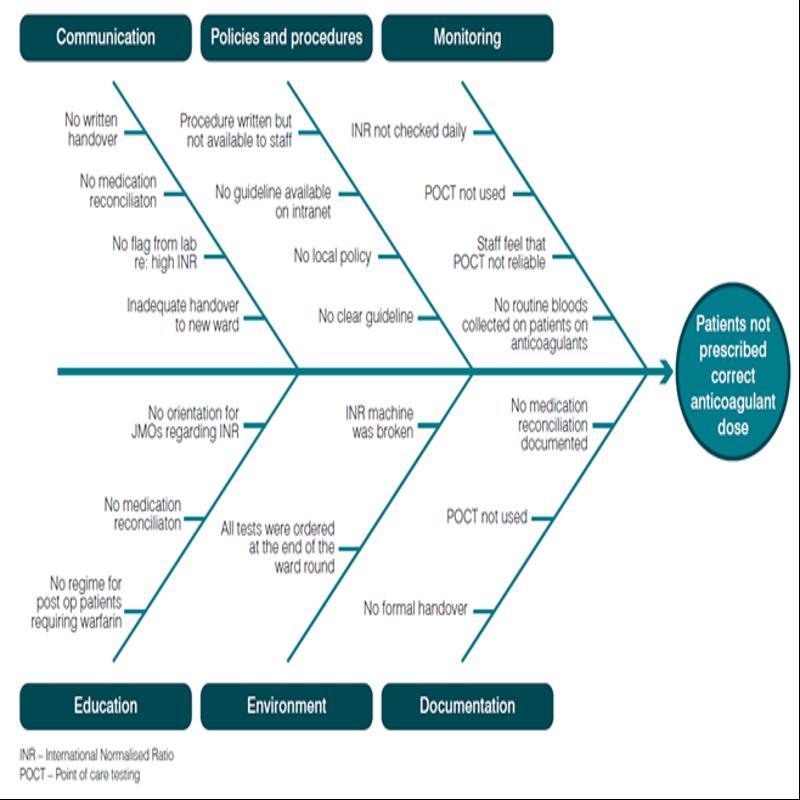 Communication
Policies and procedures
Monitoring
No written
handover
No medication
reconciliaton
No flag from lab
re: high INR
Inadequate handover
to new ward
Procedure written but
not available to staff
No guideline available
on intranet
No local policy
No clear guideline
INR not checked daily
POCT not used
Staff feel that
POCT not reliable
No routine bloods
collected on patients on
anticoagulants
Patients not
prescribed
correct
anticoagulant
dose
No orientation for
JMOs regarding INR
No medication
reconciliaton
No regime for
post op patients
requiring warfarin
INR machine
was broken
All tests were ordered
at the end of the
ward round
No medication
reconciliation
documented
POCT not used
No formal handover
Education
Environment
Documentation
INR – International Normalised Ratio
POCT – Point of care testing